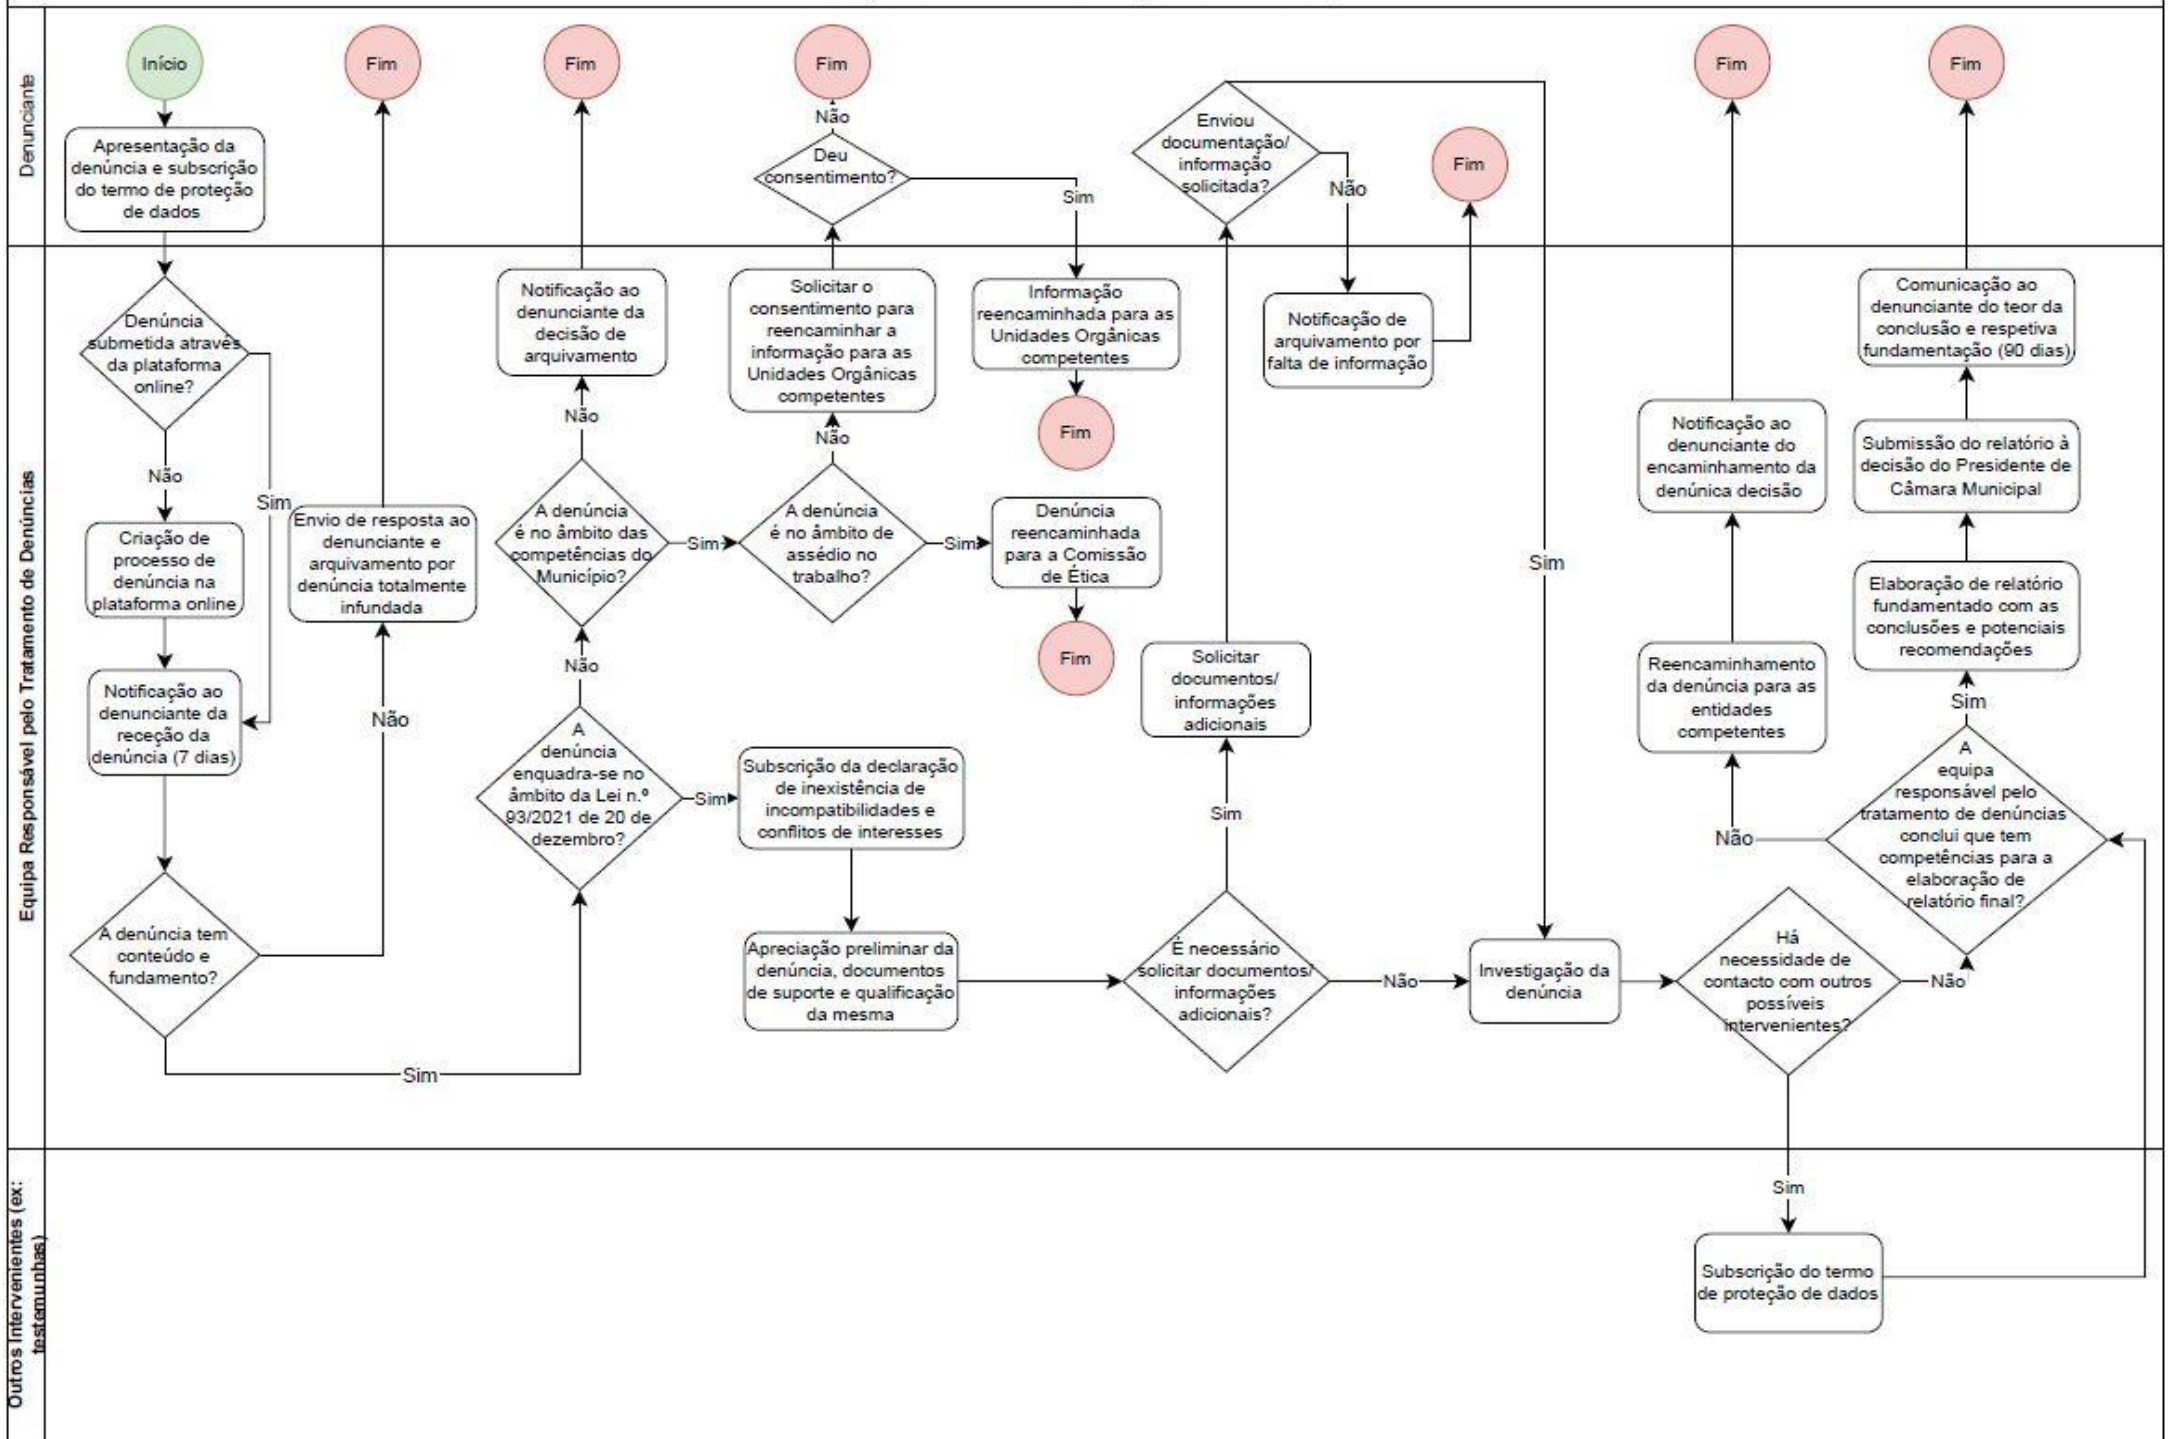 Denunciante
Início
Apresentação da
denúncia e subscrição
do termo de proteção
de dados
Fim
Fim
Fim
Não
Deu
consentimento?
Sim
Enviou
documentação/
informação
solicitada?
Não
Fim
Fim
Fim
Equipa Responsável pelo Tratamento de Denúncias
Denúncia
submetida através
da plataforma
online?
Não
Sim
Criação de
processo de
denúncia na
plataforma online
Notificação ao
denunciante da
receção da
denúncia (7 dias)
A denúncia tem
conteúdo e
fundamento?
Sim
Não
Envio de resposta ao
denunciante e
arquivamento por
denúncia totalmente
infundada
Notificação ao
denunciante da
decisão de
arquivamento
Não
A denúncia
é no âmbito das
competências do
Município?
Sim
Não
A
denúncia
enquadra-se no
âmbito da Lei n.º
93/2021 de 20 de
dezembro?
Sim
Solicitar o
consentimento para
reencaminhar a
informação para as
Unidades Orgânicas
competentes
Não
A denúncia
é no âmbito de
assédio no
trabalho?
Sim
Informação
reencaminhada para as
Unidades Orgânicas
competentes
Fim
Denúncia
reencaminhada
para a Comissão
de Ética
Fim
Subscrição da declaração
de inexistência de
incompatibilidades e
conflitos de interesses
Apreciação preliminar da
denúncia, documentos
de suporte e qualificação
da mesma
Solicitar
documentos/
informações
adicionais
Sim
É necessário
solicitar documentos/
informações
adicionais?
Não
Notificação de
arquivamento por
falta de informação
Sim
Investigação da
denúncia
Há
necessidade de
contacto com outros
possíveis
intervenientes?
Não
Notificação ao
denunciante do
encaminhamento da
denúnica decisão
Reencaminhamento
da denúncia para as
entidades
competentes
Não
Comunicação ao
denunciante do teor da
conclusão e respetiva
fundamentação (90 dias)
Submissão do relatório à
decisão do Presidente de
Câmara Municipal
Elaboração de relatório
fundamentado com as
conclusões e potenciais
recomendações
Sim
A
equipa
responsável pelo
tratamento de denúncias
conclui que tem
competências para a
elaboração de
relatório final?
Outros Intervenientes (ex:
testemunhas)
Sim
Subscrição do termo
de proteção de dados